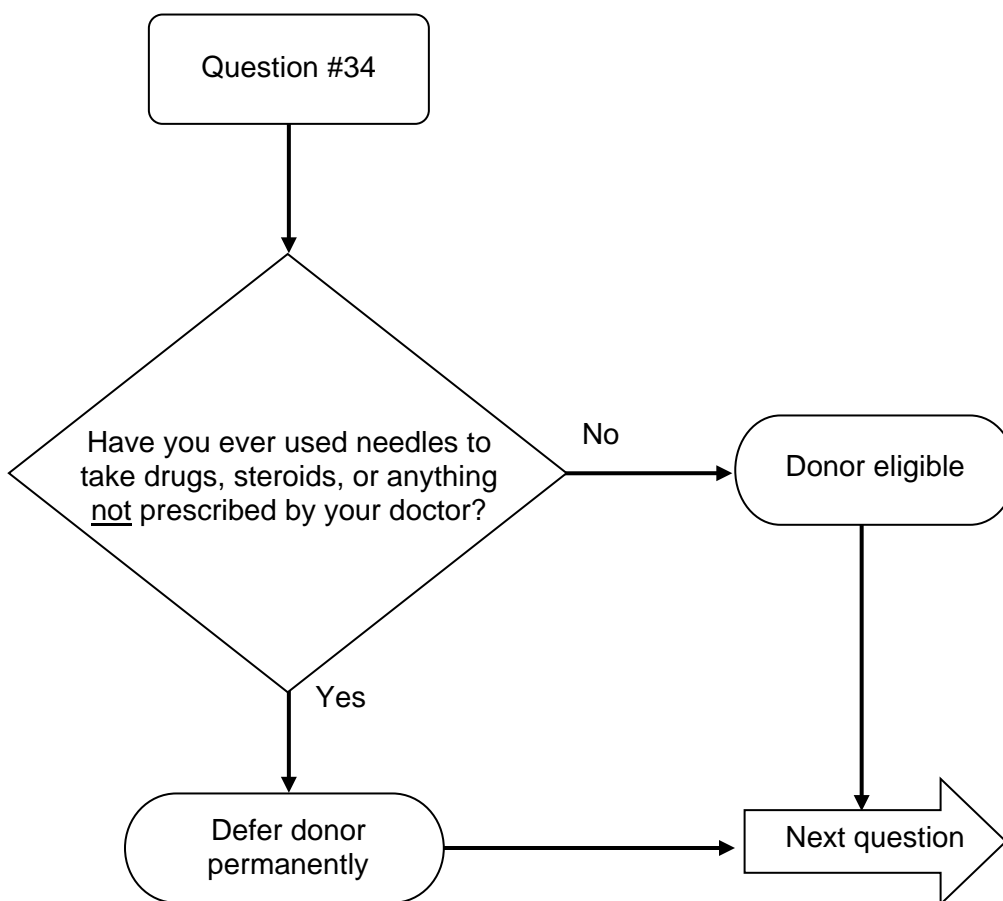 Question #34
Have you ever used needles to
take drugs, steroids, or anything
not prescribed by your doctor?
No
Donor eligible
Yes
Defer donor
permanently
Next question